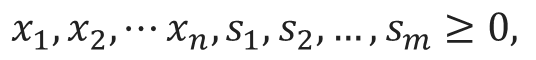 x₁, x₂, ⋯ xₙ, s₁, s₂, …, sₘ ≥ 0,